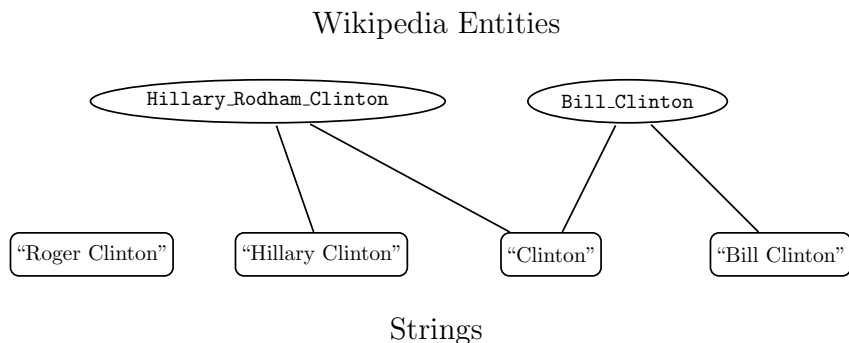 Wikipedia Entities
Hillary_Rodham_Clinton
Bill_Clinton
“Roger Clinton”
“Hillary Clinton”
“Clinton”
“Bill Clinton”
Strings